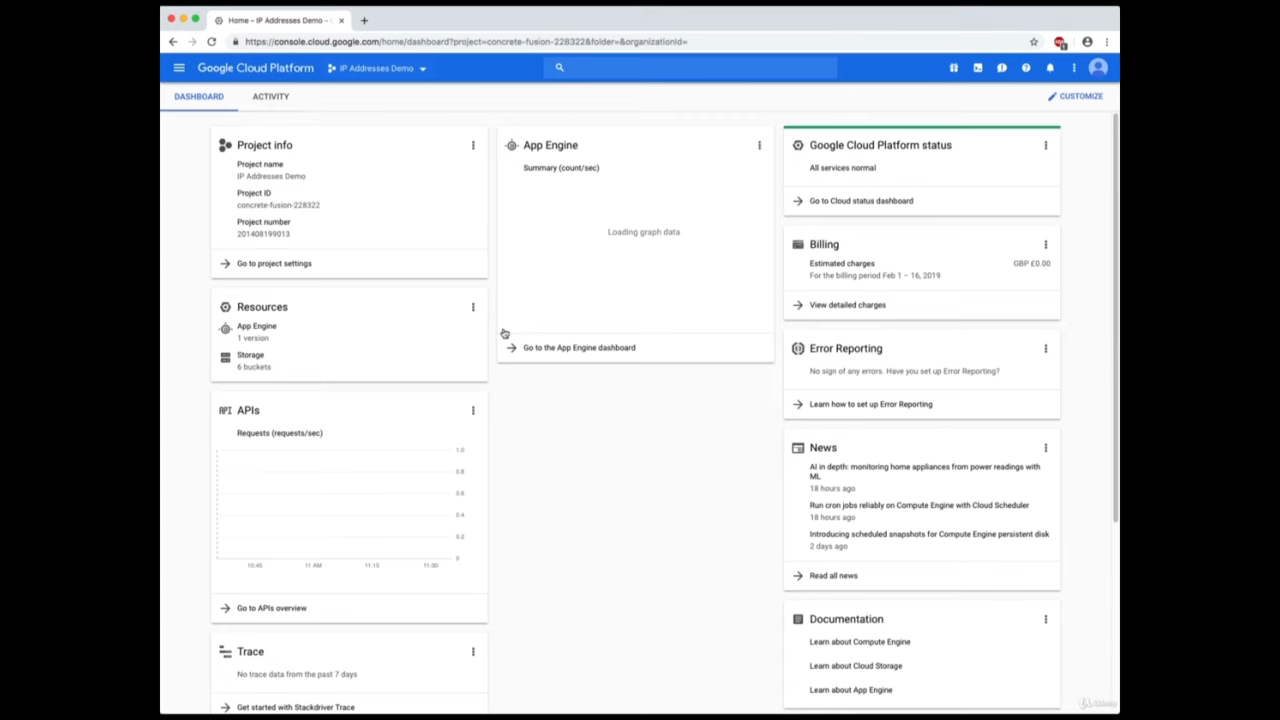 Home – IP Addresses Demo –
https://console.cloud.google.com/home/dashboard?project=concrete-fusion-228322&folder=&organizationId=
Google Cloud Platform
IP Addresses Demo
DASHBOARD
ACTIVITY
CUSTOMIZE
Project info
Project name
IP Addresses Demo
Project ID
concrete-fusion-228322
Project number
201408199013
Go to project settings
Resources
App Engine
1 version
Storage
6 buckets
API APIs
Requests (requests/sec)
1.0
0.8
0.6
0.4
0.2
0
10:45 11 AM 11:15 11:30
Go to APIs overview
Trace
No trace data from the past 7 days
Get started with Stackdriver Trace
App Engine
Summary (count/sec)
Loading graph data
Go to the App Engine dashboard
Google Cloud Platform status
All services normal
Go to Cloud status dashboard
Billing
Estimated charges GBP £0.00
For the billing period Feb 1 – 16, 2019
View detailed charges
Error Reporting
No sign of any errors. Have you set up Error Reporting?
Learn how to set up Error Reporting
News
AI in depth: monitoring home appliances from power readings with
ML
18 hours ago
Run cron jobs reliably on Compute Engine with Cloud Scheduler
18 hours ago
Introducing scheduled snapshots for Compute Engine persistent disk
2 days ago
Read all news
Documentation
Learn about Compute Engine
Learn about Cloud Storage
Learn about App Engine
Udemy